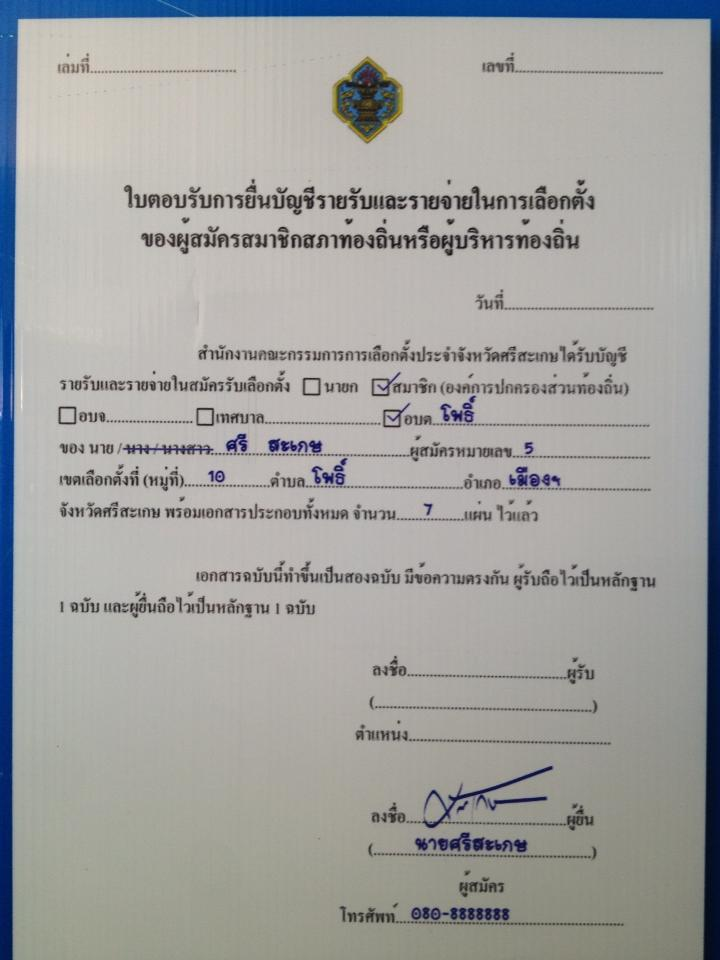 เล่มที่........................................ เลขที่........................................
ใบตอบรับการยื่นบัญชีรายรับและรายจ่ายในการเลือกตั้ง
ของผู้สมัครสมาชิกสภาท้องถิ่นหรือผู้บริหารท้องถิ่น
วันที่........................................
สำนักงานคณะกรรมการการเลือกตั้งประจำจังหวัดศรีสะเกษได้รับบัญชี
รายรับและรายจ่ายในสมัครรับเลือกตั้ง ☐ นายก ☑ สมาชิก (องค์การปกครองส่วนท้องถิ่น)
☐ อบจ........................ ☐ เทศบาล................................ ☑ อบต. โพธิ์
ของ นาย / นาง / นางสาว...ศรี สะเกษ......................ผู้สมัครหมายเลข...5
เขตเลือกตั้งที่ (หมู่ที่)......10............ตำบล..โพธิ์..............................อำเภอ..เมืองฯ
จังหวัดศรีสะเกษ พร้อมเอกสารประกอบทั้งหมด จำนวน.......7........แผ่น ไว้แล้ว
เอกสารฉบับนี้ทำขึ้นเป็นสองฉบับ มีข้อความตรงกัน ผู้รับถือไว้เป็นหลักฐาน
1 ฉบับ และผู้ยื่นถือไว้เป็นหลักฐาน 1 ฉบับ
ลงชื่อ........................................ผู้รับ
(......................................................)
ตำแหน่ง..................................................
ลงชื่อ........................................ผู้ยื่น
(..........นายศรีสะเกษ...............)
ผู้สมัคร
โทรศัพท์....080-8888888............................